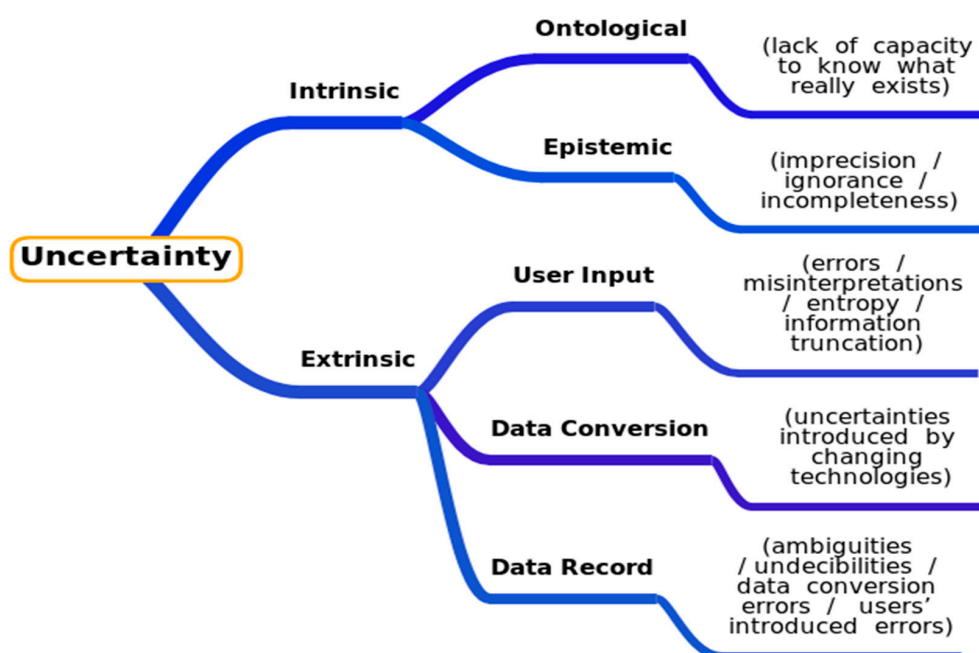 Ontological
(lack of capacity
to know what
really exists)
Intrinsic
Epistemic
(imprecision /
ignorance /
incompleteness)
Uncertainty
User Input
(errors /
misinterpretations
/ entropy /
information
truncation)
Extrinsic
Data Conversion
(uncertainties
introduced by
changing
technologies)
Data Record
(ambiguities
/ undecibilities /
data conversion
errors / users’
introduced errors)